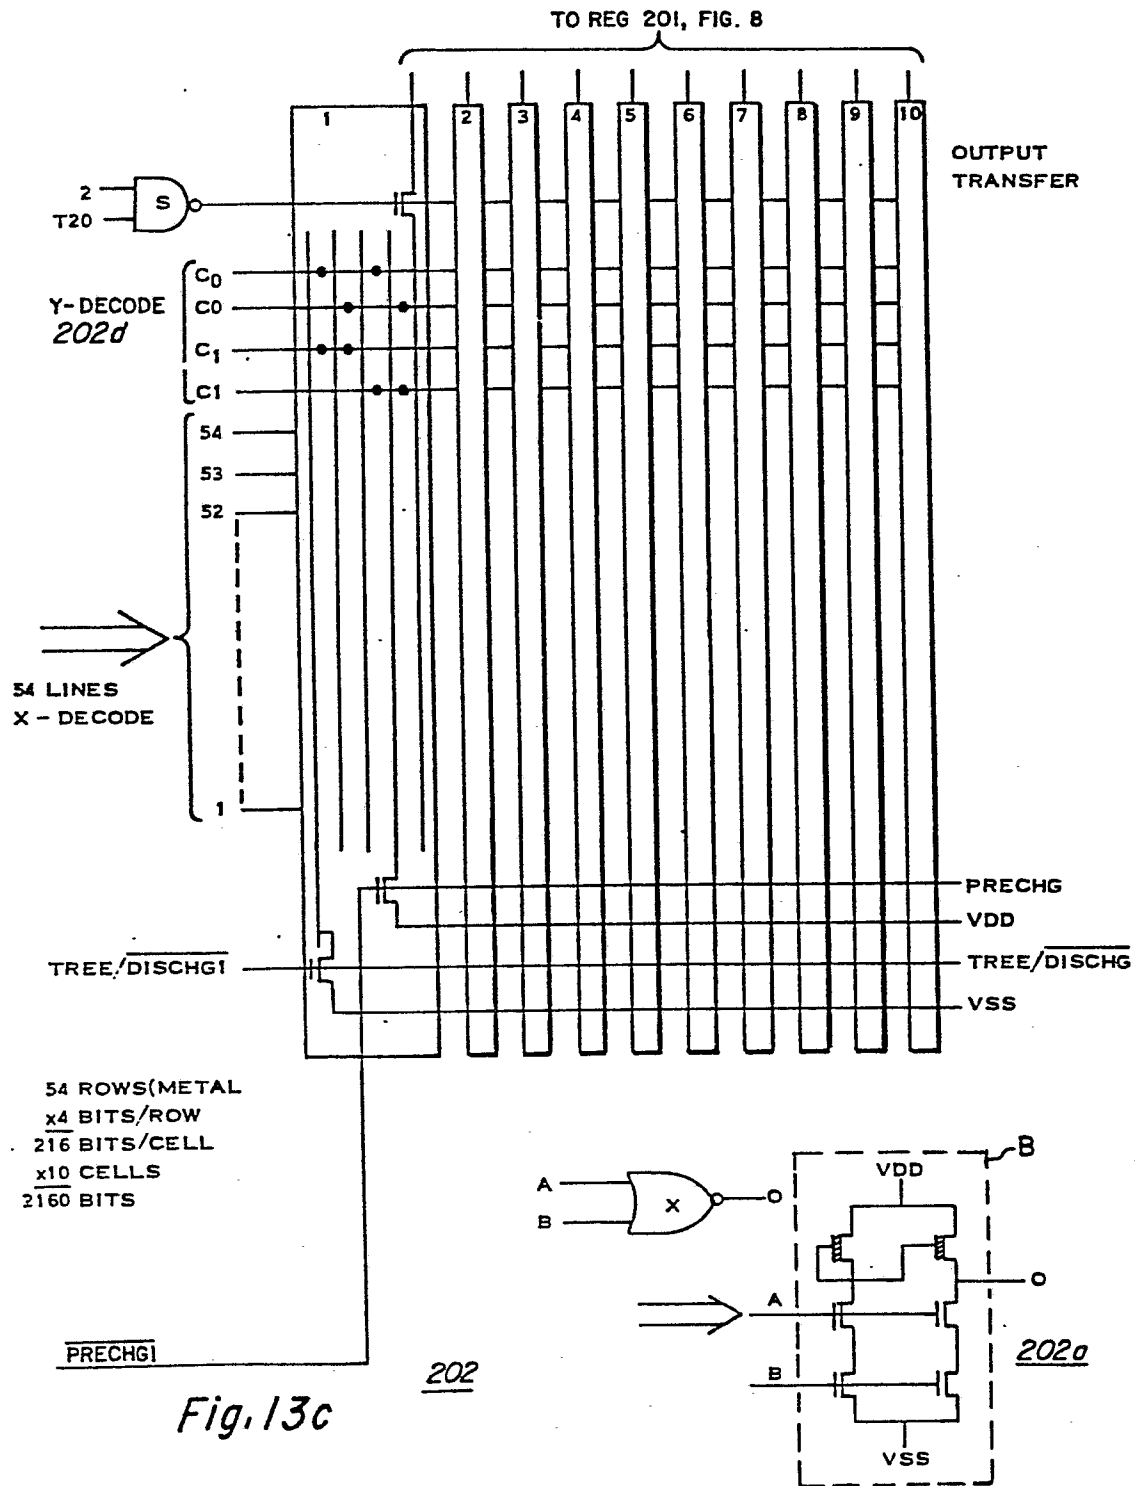 TO REG 201, FIG. 8
1 2 3 4 5 6 7 8 9 10
OUTPUT
TRANSFER
2
T20
S
Y-DECODE
202d
C0
C0
C1
C1
54
53
52
54 LINES
X-DECODE
1
PRECHG
VDD
TREE/DISCHG1
TREE/DISCHG
VSS
54 ROWS(METAL
x4 BITS/ROW
216 BITS/CELL
x10 CELLS
2160 BITS
A
B
X
O
B
VDD
O
A
B
VSS
202a
PRECHG1
202
Fig. 13c